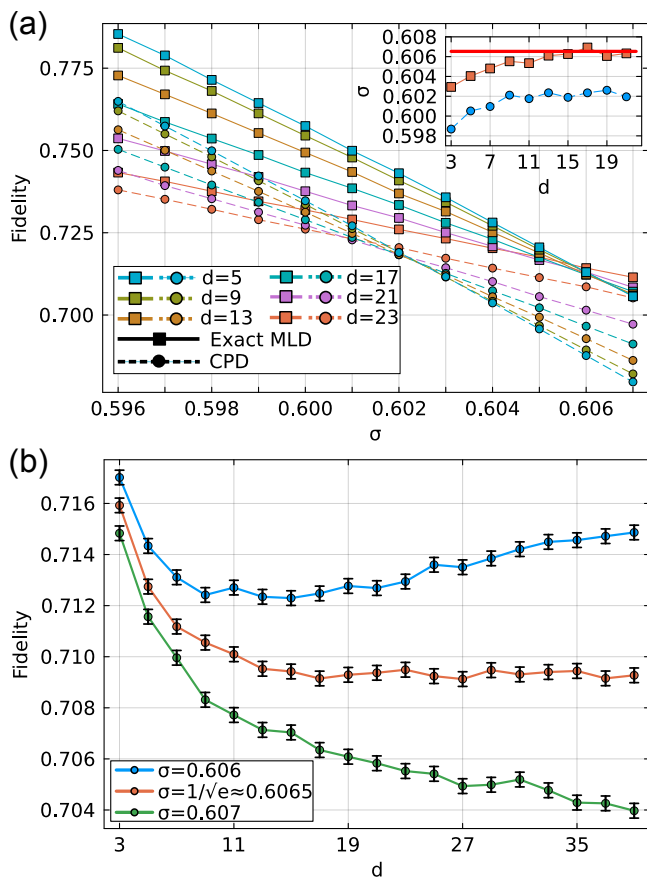 (a)
0.775
0.750
0.725
0.700
Fidelity
0.596
0.598
0.600
0.602
0.604
0.606
σ
d=5
d=17
d=9
d=21
d=13
d=23
Exact MLD
CPD
0.608
0.606
0.604
0.602
0.600
0.598
σ
3
7
11
15
19
d
(b)
0.716
0.714
0.712
0.710
0.708
0.706
0.704
Fidelity
σ=0.606
σ=1/√e≈0.6065
σ=0.607
3
11
19
27
35
d